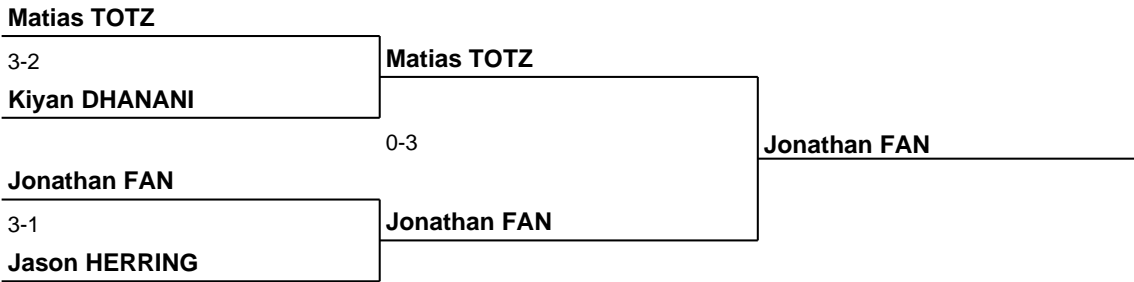 Matias TOTZ
3-2
Matias TOTZ
Kiyan DHANANI
0-3
Jonathan FAN
Jonathan FAN
3-1
Jonathan FAN
Jason HERRING